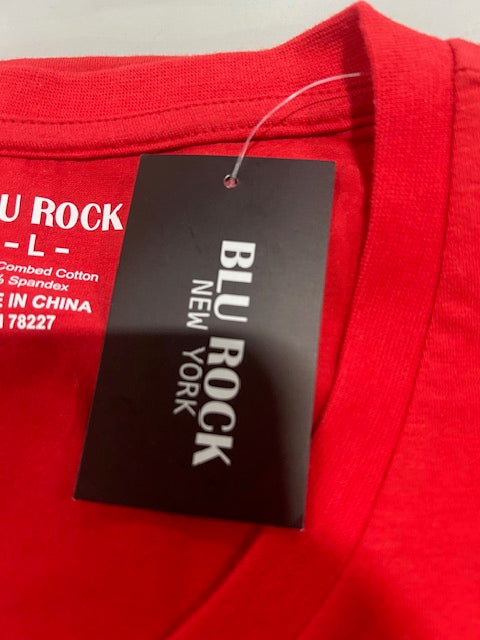 U ROCK
- L -
Combed Cotton
% Spandex
IN CHINA
78227
BLU ROCK
NEW YORK